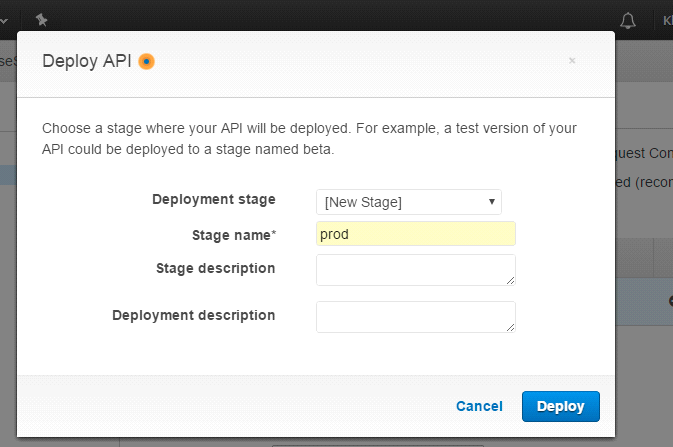 Deploy API
Choose a stage where your API will be deployed. For example, a test version of your
API could be deployed to a stage named beta.
Deployment stage [New Stage]
Stage name* prod
Stage description
Deployment description
Cancel Deploy